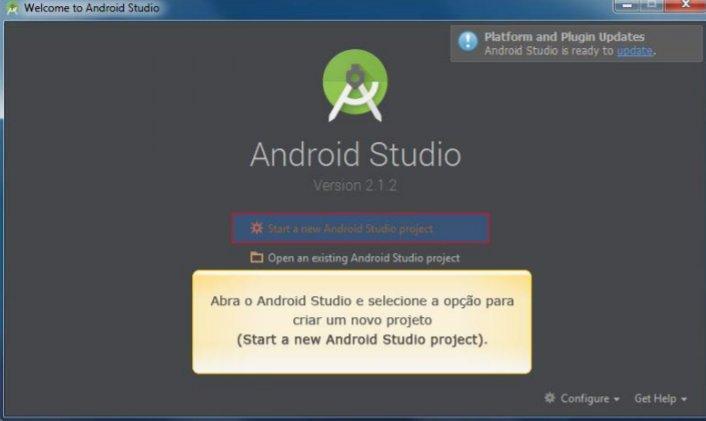 Welcome to Android Studio
Platform and Plugin Updates
Android Studio is ready to update.
Android Studio
Version 2.1.2
Start a new Android Studio project
Open an existing Android Studio project
Abra o Android Studio e selecione a opção para
criar um novo projeto
(Start a new Android Studio project).
Configure
Get Help